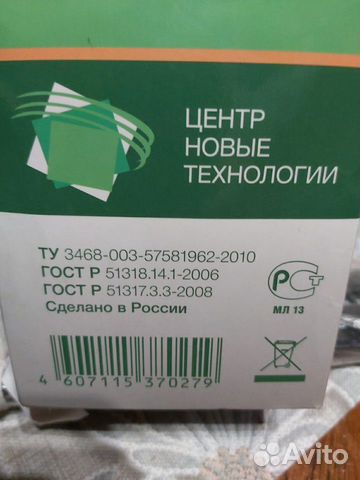 ЦЕНТР
НОВЫЕ
ТЕХНОЛОГИИ
ТУ 3468-003-57581962-2010
ГОСТ Р 51318.14.1-2006
ГОСТ Р 51317.3.3-2008
Сделано в России
РСТ
МЛ 13
4 607115 370279
Avito